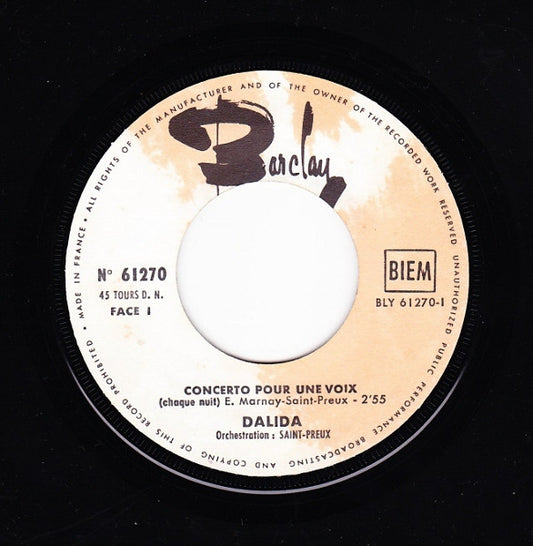 • MADE IN FRANCE • ALL RIGHTS OF THE MANUFACTURER AND OF THE OWNER OF THE RECORDED WORK RESERVED UNAUTHORIZED PUBLIC PERFORMANCE BROADCASTING AND COPYING OF THIS RECORD PROHIBITED
Barclay
N° 61270
45 TOURS D. N.
FACE 1
BIEM
BLY 61270-1
CONCERTO POUR UNE VOIX
(chaque nuit) E. Marnay-Saint-Preux - 2'55
DALIDA
Orchestration : SAINT-PREUX